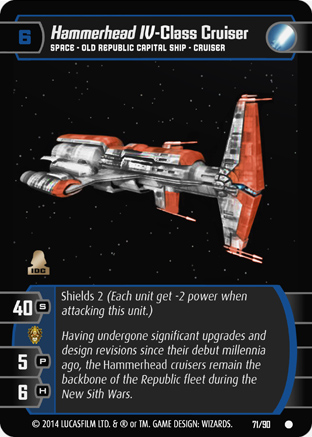 6
Hammerhead IV-Class Cruiser
SPACE • OLD REPUBLIC CAPITAL SHIP • CRUISER
IDC
40 S
Shields 2 (Each unit get -2 power when
attacking this unit.)
Having undergone significant upgrades and
design revisions since their debut millennia
5 P
ago, the Hammerhead cruisers remain the
backbone of the Republic fleet during the
6 H
New Sith Wars.
© 2014 LUCASFILM LTD. & ® or TM. GAME DESIGN: WIZARDS. 71/90